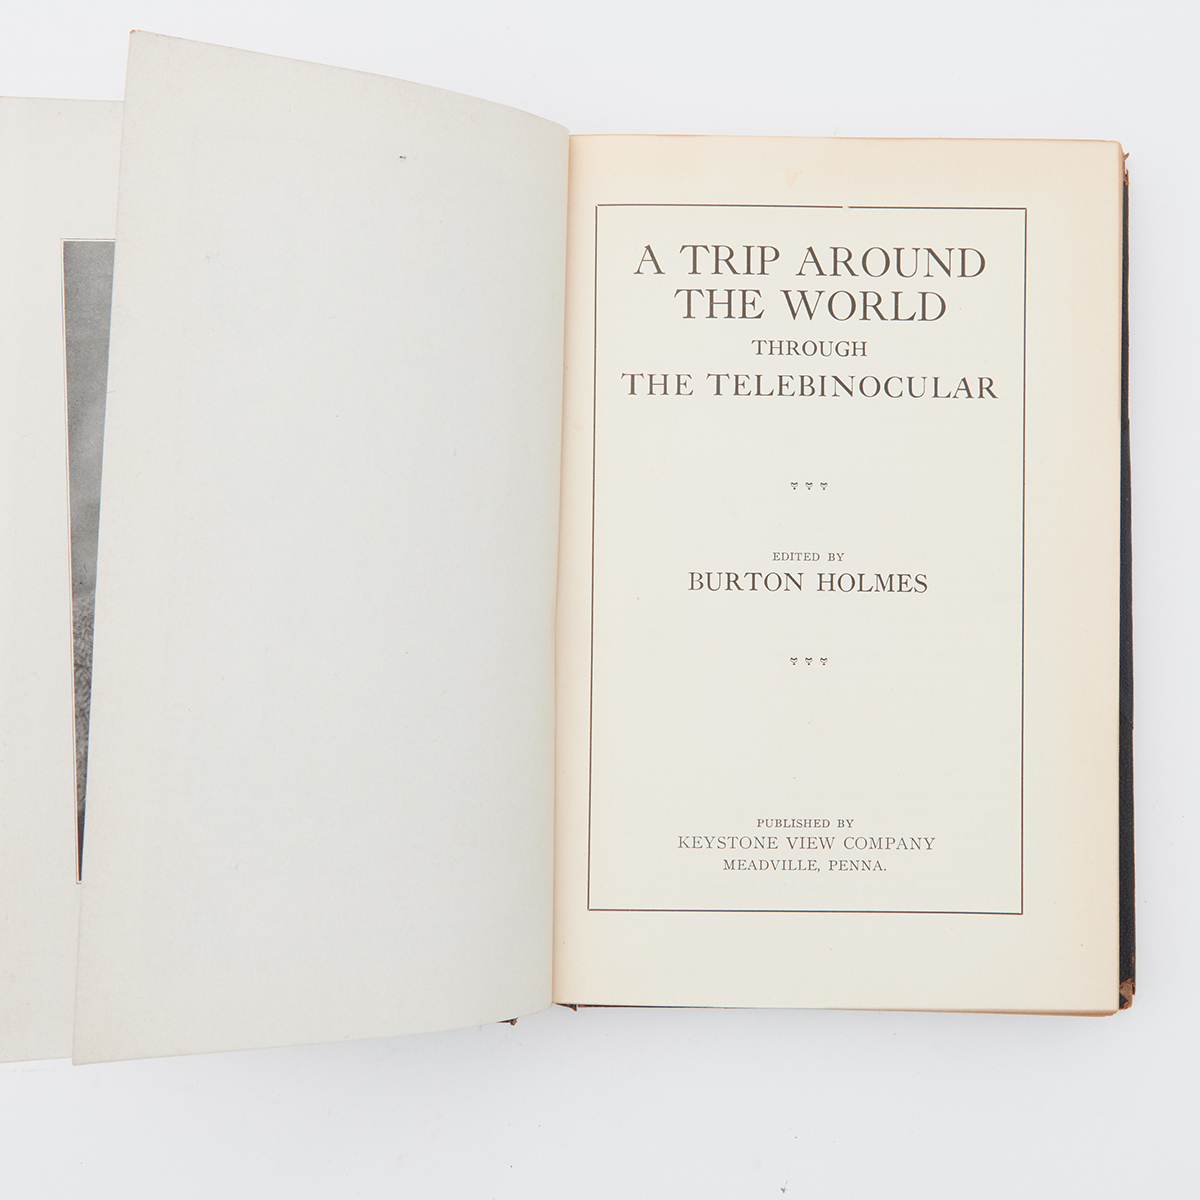 A TRIP AROUND
THE WORLD
THROUGH
THE TELEBINOCULAR
EDITED BY
BURTON HOLMES
PUBLISHED BY
KEYSTONE VIEW COMPANY
MEADVILLE, PENNA.